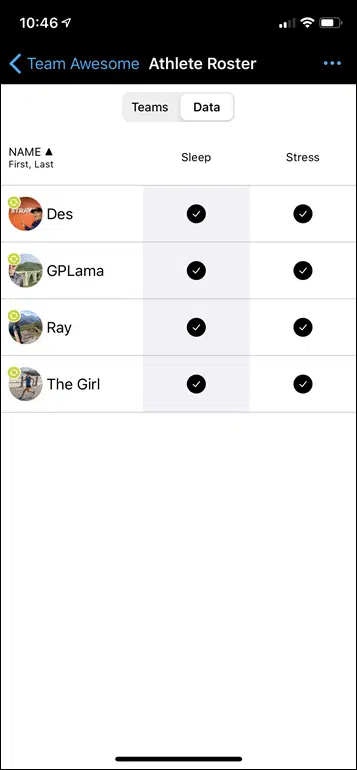 10:46
Team Awesome Athlete Roster
Teams Data
NAME
First, Last
Sleep Stress
Des
GPLama
Ray
The Girl